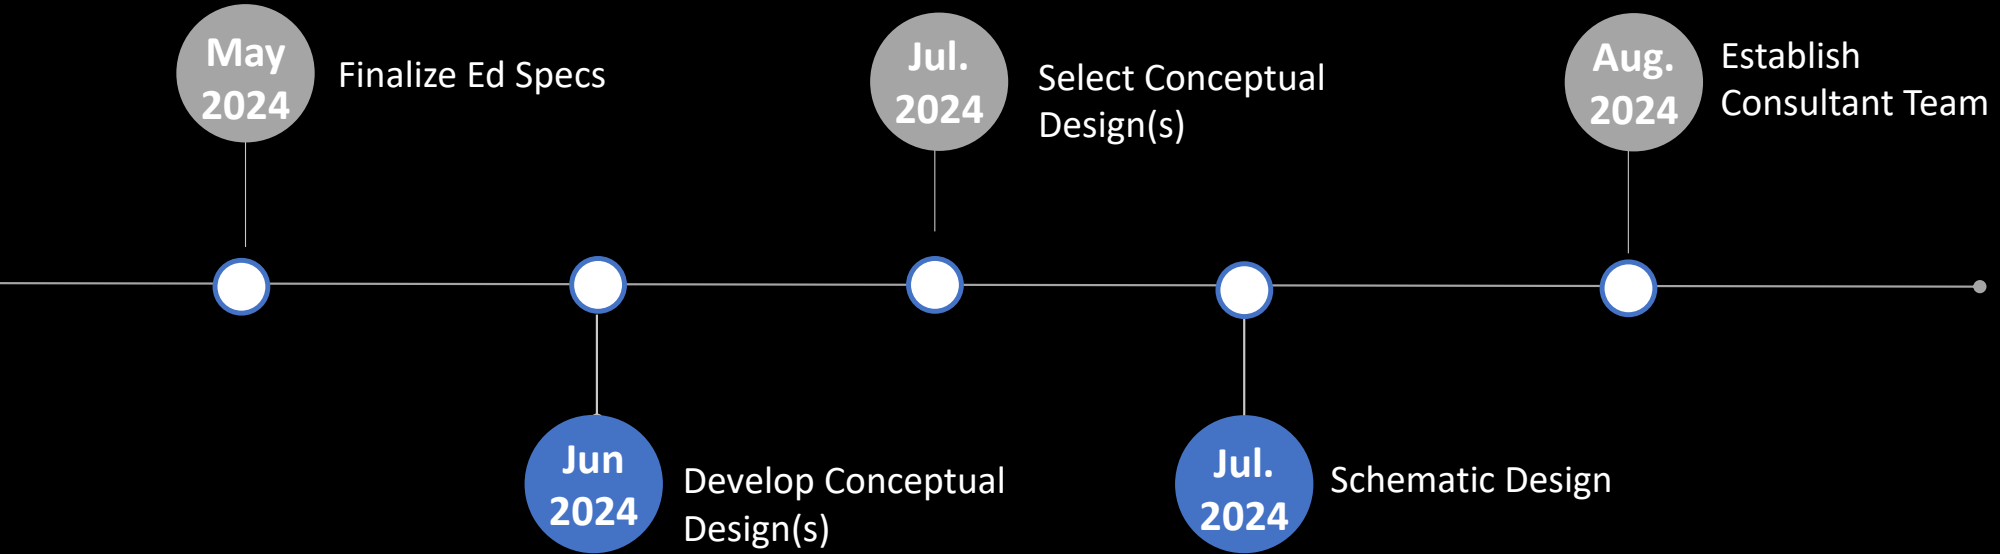 May
2024
Finalize Ed Specs
Jun
2024
Develop Conceptual
Design(s)
Jul.
2024
Select Conceptual
Design(s)
Jul.
2024
Schematic Design
Aug.
2024
Establish
Consultant Team